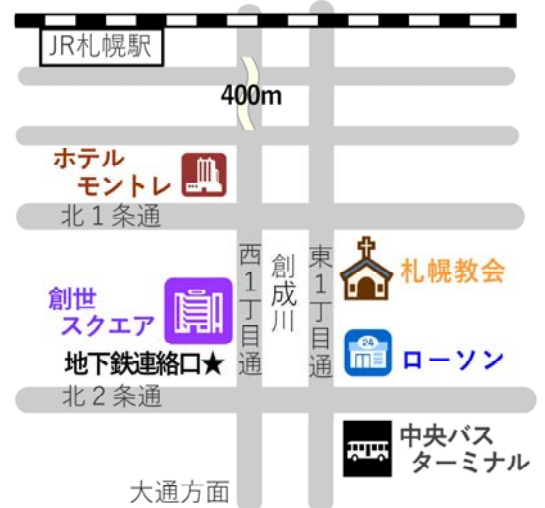 JR札幌駅
400m
ホテル
モントレ
北1条通
西1丁目通
創成川
東1丁目通
札幌教会
創世
スクエア
24
ローソン
地下鉄連絡口★
北2条通
中央バス
ターミナル
大通方面